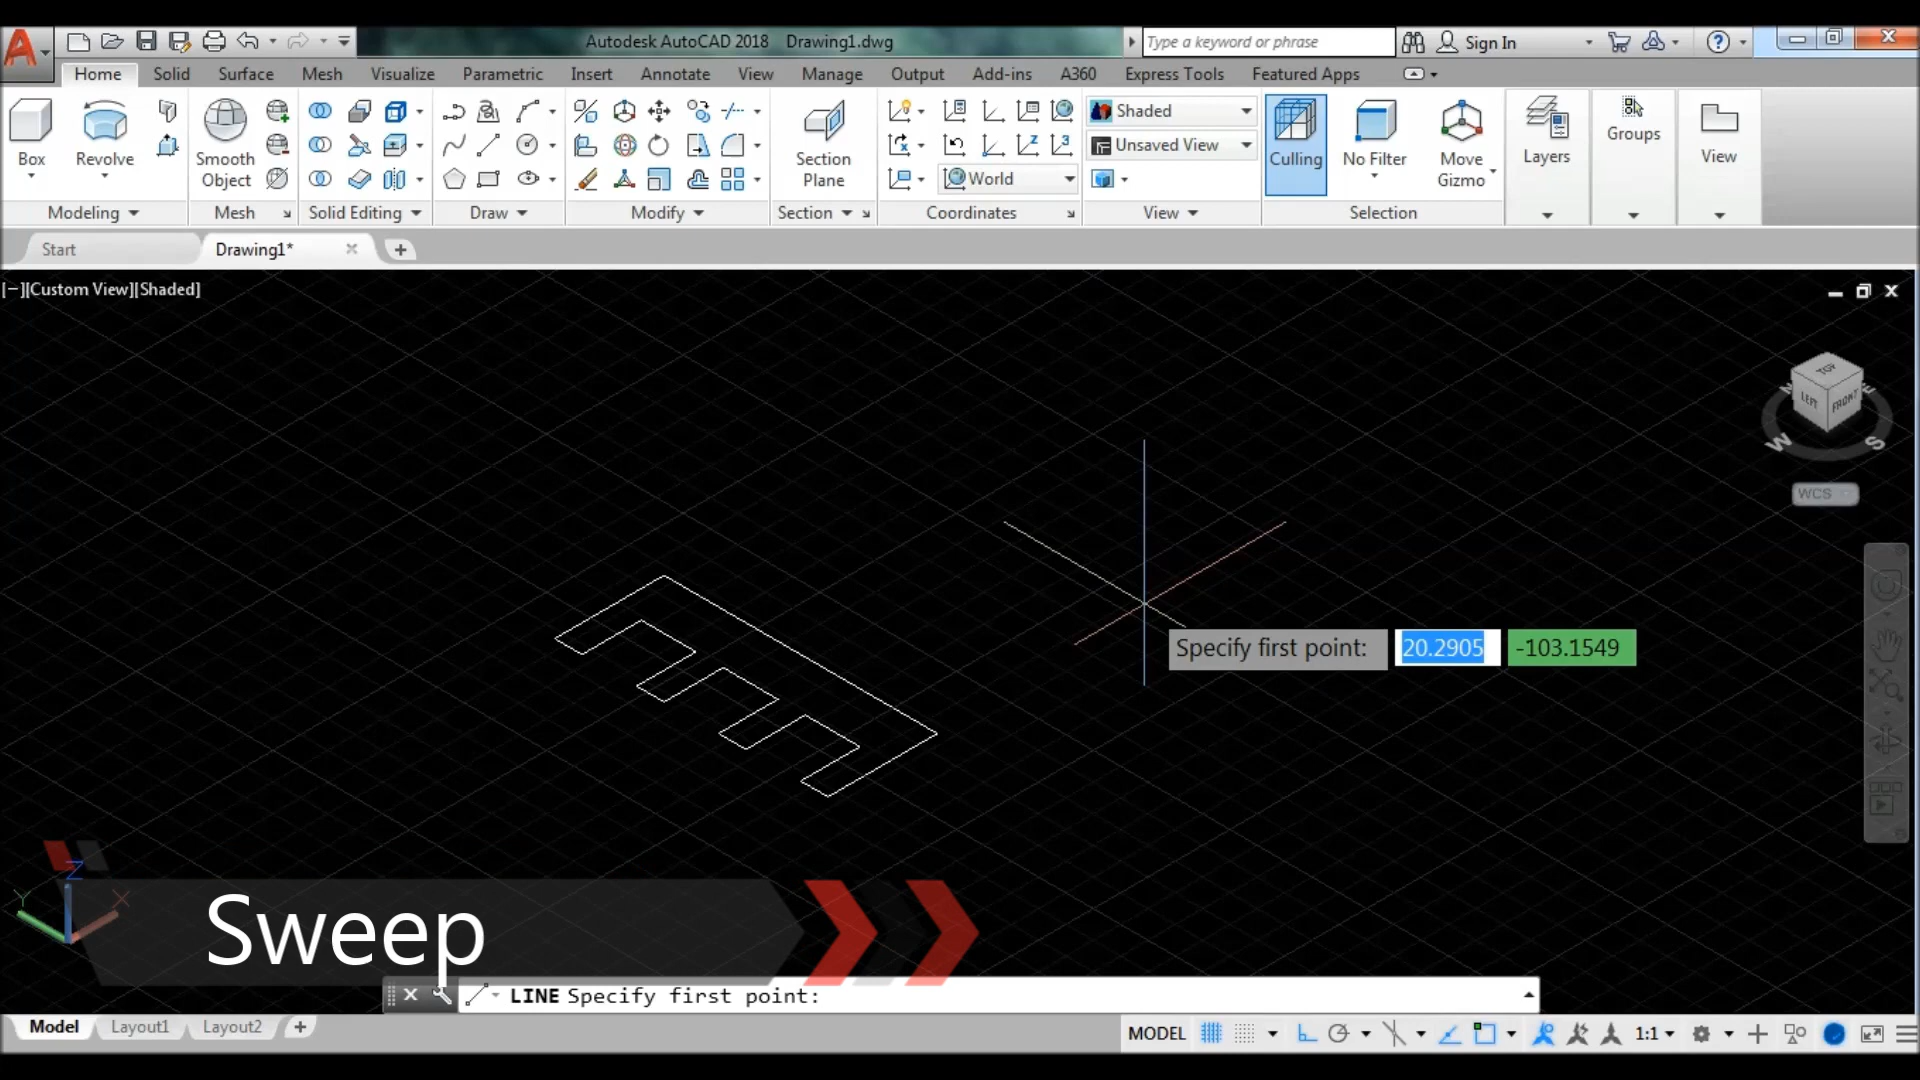 Autodesk AutoCAD 2018 Drawing1.dwg
Type a keyword or phrase
Sign In
Home Solid Surface Mesh Visualize Parametric Insert Annotate View Manage Output Add-ins A360 Express Tools Featured Apps
Box
Revolve
Smooth
Object
Section
Plane
Shaded
Unsaved View
World
Culling
No Filter
Move
Gizmo
Layers
Groups
View
Modeling Mesh Solid Editing Draw Modify Section Coordinates View Selection
Start Drawing1*
[−][Custom View][Shaded]
TOP
LEFT
FRONT
N
E
W
S
WCS
Specify first point: 20.2905 -103.1549
Z
Y
X
Sweep
LINE Specify first point:
Model Layout1 Layout2
MODEL 1:1